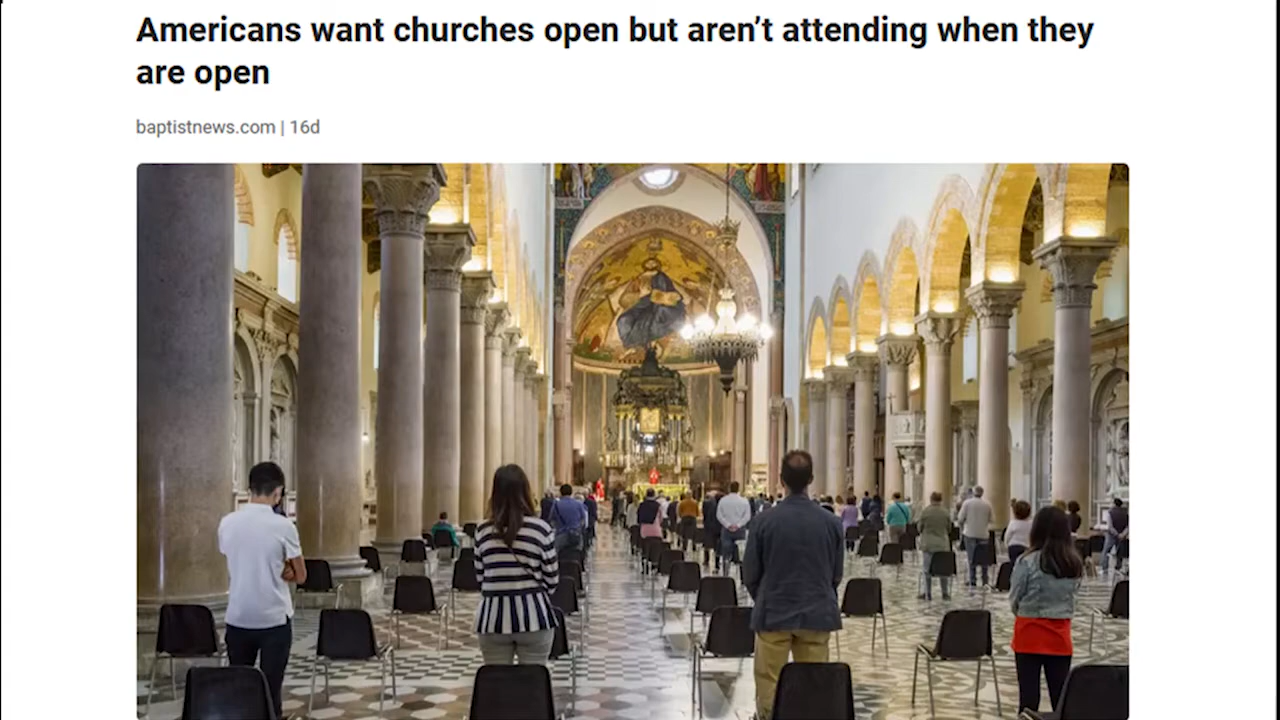 Americans want churches open but aren’t attending when they
are open
baptistnews.com | 16d